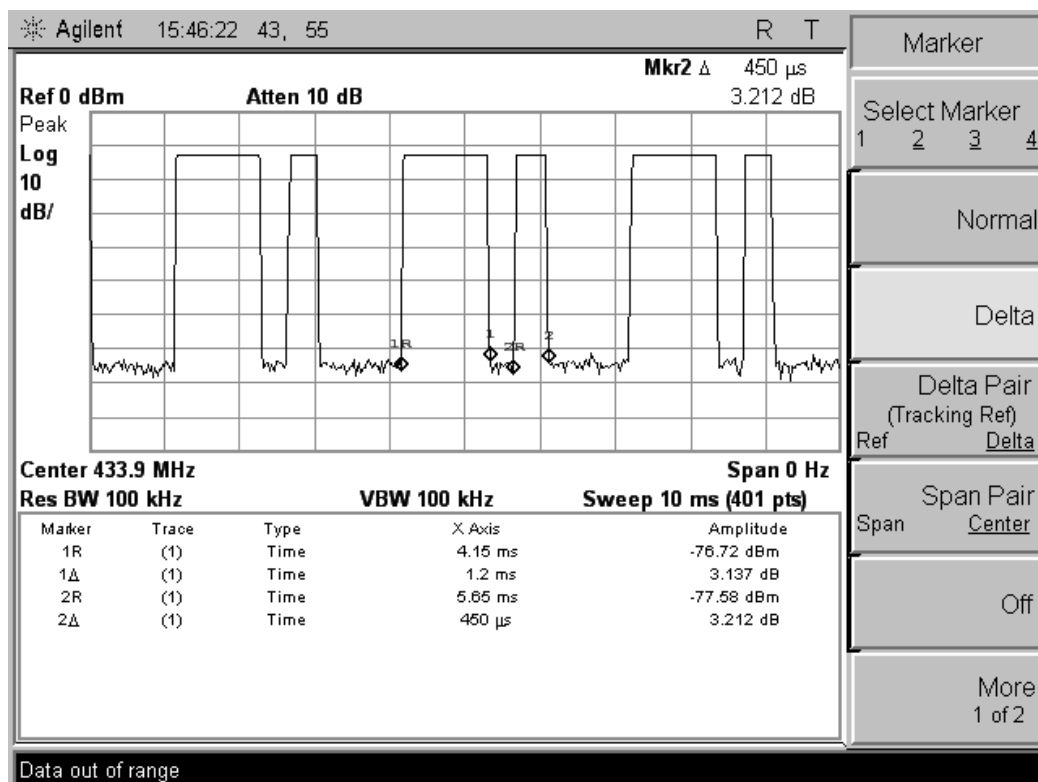 Agilent 15:46:22 43, 55 R T
Mkr2 Δ 450 µs
Ref 0 dBm Atten 10 dB 3.212 dB
Peak
Log
10
dB/
1R 1 2R 2
Center 433.9 MHz Span 0 Hz
Res BW 100 kHz VBW 100 kHz Sweep 10 ms (401 pts)
Marker Trace Type X Axis Amplitude
1R (1) Time 4.15 ms -76.72 dBm
1Δ (1) Time 1.2 ms 3.137 dB
2R (1) Time 5.65 ms -77.58 dBm
2Δ (1) Time 450 µs 3.212 dB
Marker
Select Marker
1 2 3 4
Normal
Delta
Delta Pair
(Tracking Ref)
Ref Delta
Span Pair
Span Center
Off
More
1 of 2
Data out of range